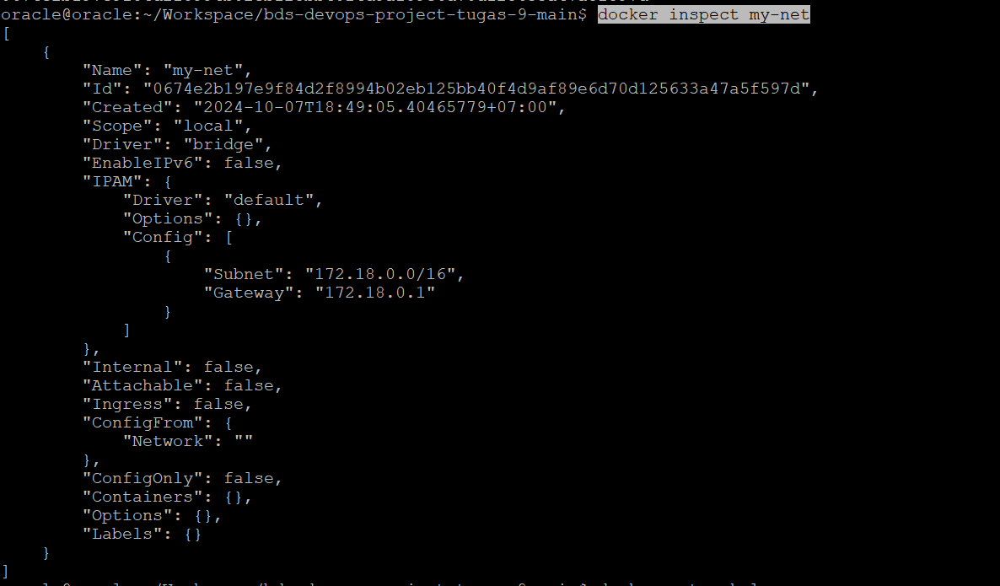 oracle@oracle:~/Workspace/bds-devops-project-tugas-9-main$ docker inspect my-net
[
    {
        "Name": "my-net",
        "Id": "0674e2b197e9f84d2f8994b02eb125bb40f4d9af89e6d70d125633a47a5f597d",
        "Created": "2024-10-07T18:49:05.40465779+07:00",
        "Scope": "local",
        "Driver": "bridge",
        "EnableIPv6": false,
        "IPAM": {
            "Driver": "default",
            "Options": {},
            "Config": [
                {
                    "Subnet": "172.18.0.0/16",
                    "Gateway": "172.18.0.1"
                }
            ]
        },
        "Internal": false,
        "Attachable": false,
        "Ingress": false,
        "ConfigFrom": {
            "Network": ""
        },
        "ConfigOnly": false,
        "Containers": {},
        "Options": {},
        "Labels": {}
    }
]